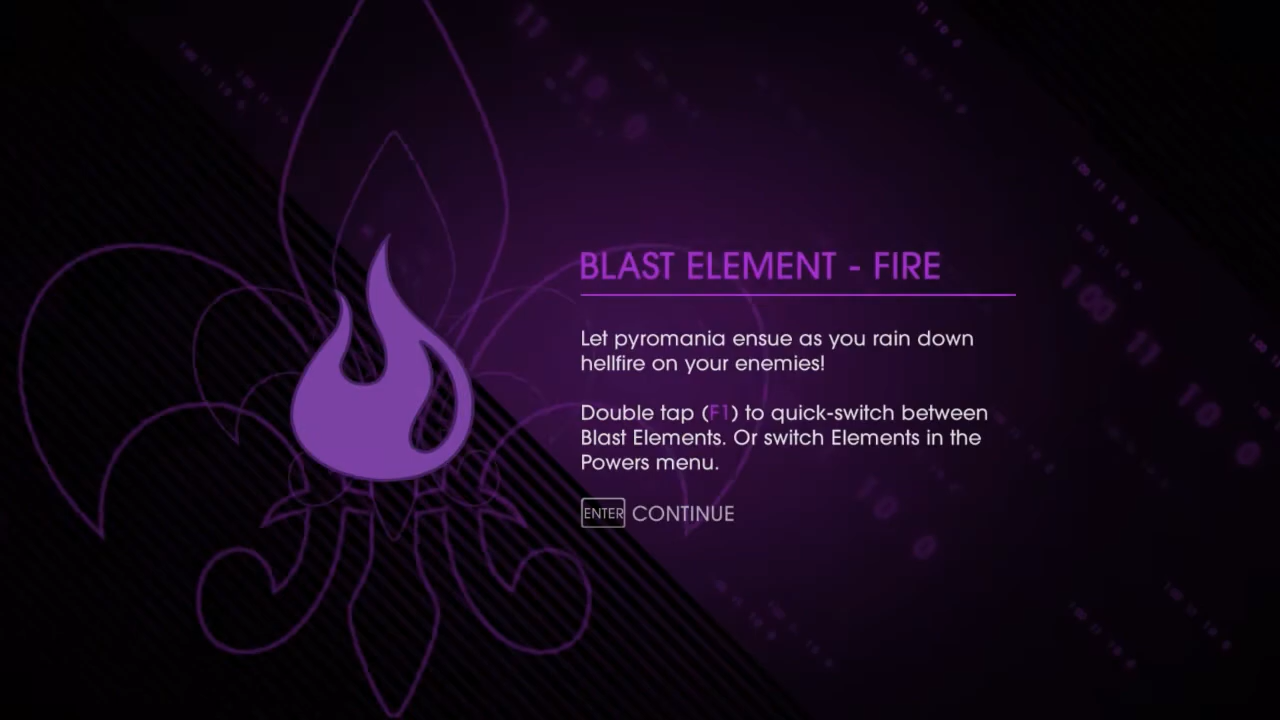 BLAST ELEMENT - FIRE
Let pyromania ensue as you rain down
hellfire on your enemies!
Double tap (F1) to quick-switch between
Blast Elements. Or switch Elements in the
Powers menu.
ENTER CONTINUE